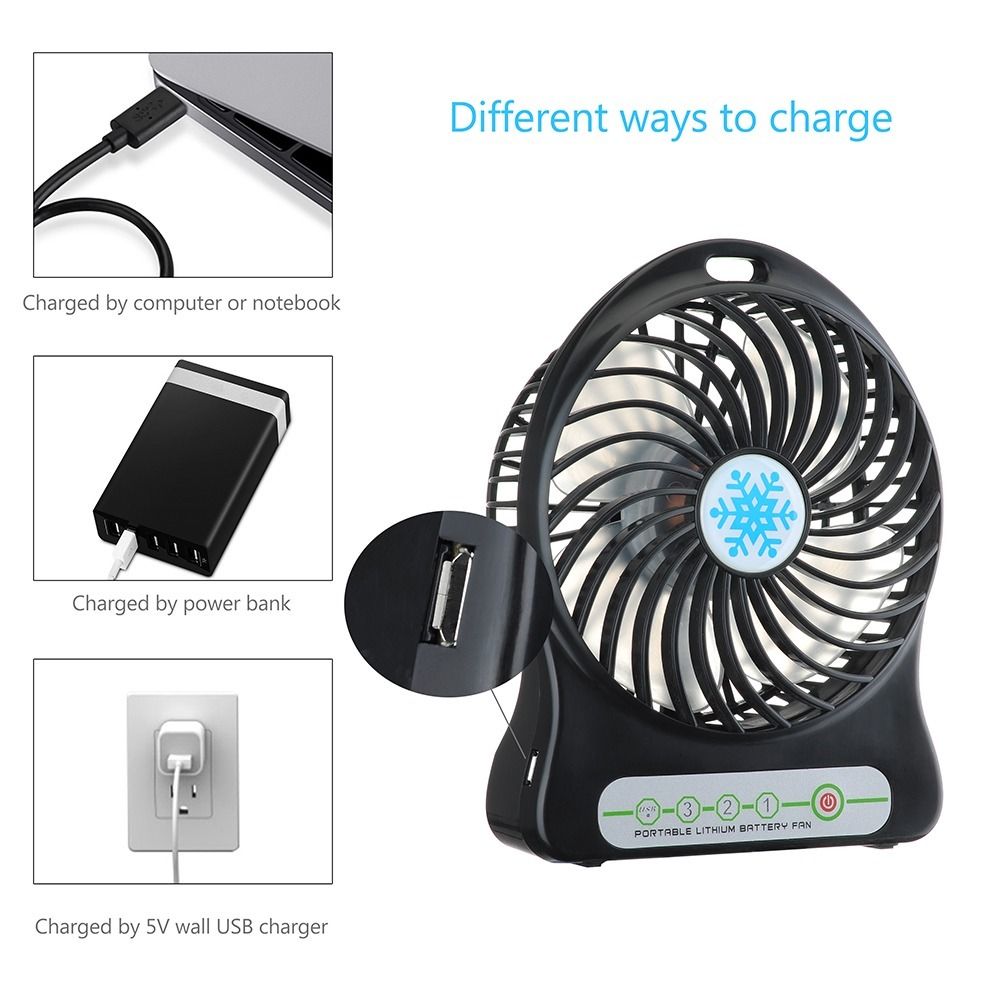 Different ways to charge
Charged by computer or notebook
Charged by power bank
Charged by 5V wall USB charger
USB 3 2 1
PORTABLE LITHIUM BATTERY FAN